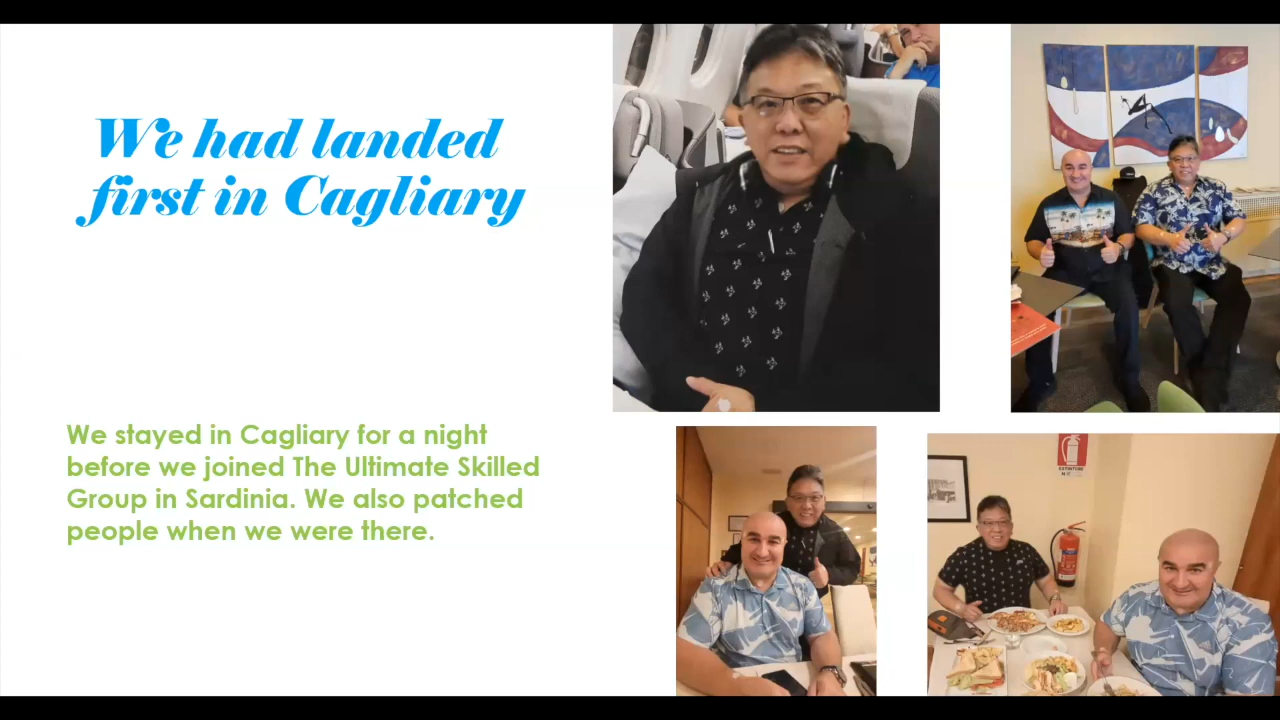 We had landed
first in Cagliary
We stayed in Cagliary for a night
before we joined The Ultimate Skilled
Group in Sardinia. We also patched
people when we were there.
ESTINTORE